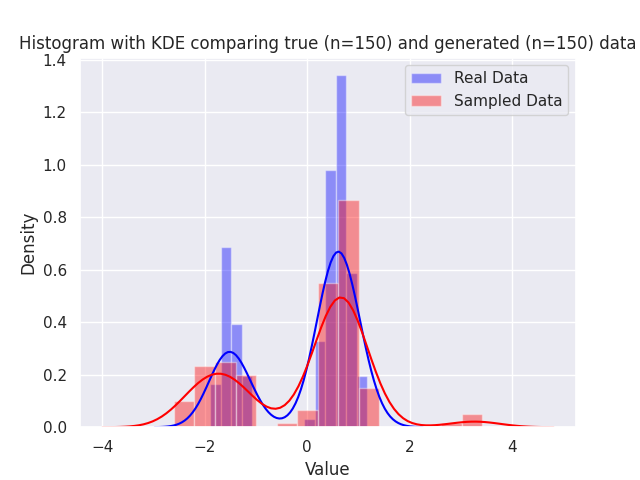 Histogram with KDE comparing true (n=150) and generated (n=150) data
Real Data
Sampled Data
Density
1.4
1.2
1.0
0.8
0.6
0.4
0.2
0.0
−4
−2
0
2
4
Value